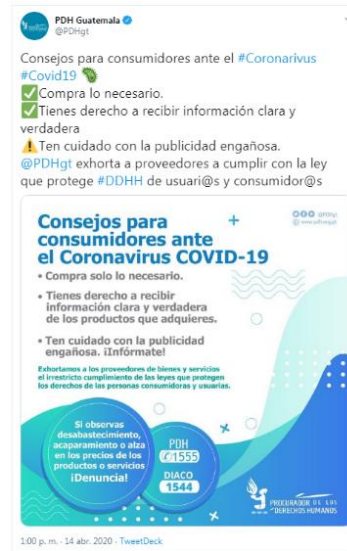 PDH Guatemala
@PDHgt
Consejos para consumidores ante el #Coronarivus
#Covid19
Compra lo necesario.
Tienes derecho a recibir información clara y
verdadera
Ten cuidado con la publicidad engañosa.
@PDHgt exhorta a proveedores a cumplir con la ley
que protege #DDHH de usuari@s y consumidor@s
Consejos para
consumidores ante
el Coronavirus COVID-19
• Compra solo lo necesario.
• Tienes derecho a recibir
información clara y verdadera
de los productos que adquieres.
• Ten cuidado con la publicidad
engañosa. ¡Infórmate!
Exhortamos a los proveedores de bienes y servicios
el irrestricto cumplimiento de las leyes que protegen
los derechos de las personas consumidoras y usuarias.
Si observas
desabastecimiento,
acaparamiento o alza
en los precios de los
productos o servicios
¡Denuncia!
PDH
1555
DIACO
1544
PROCURADOR DE LOS
DERECHOS HUMANOS
1:00 p. m. · 14 abr. 2020 · TweetDeck